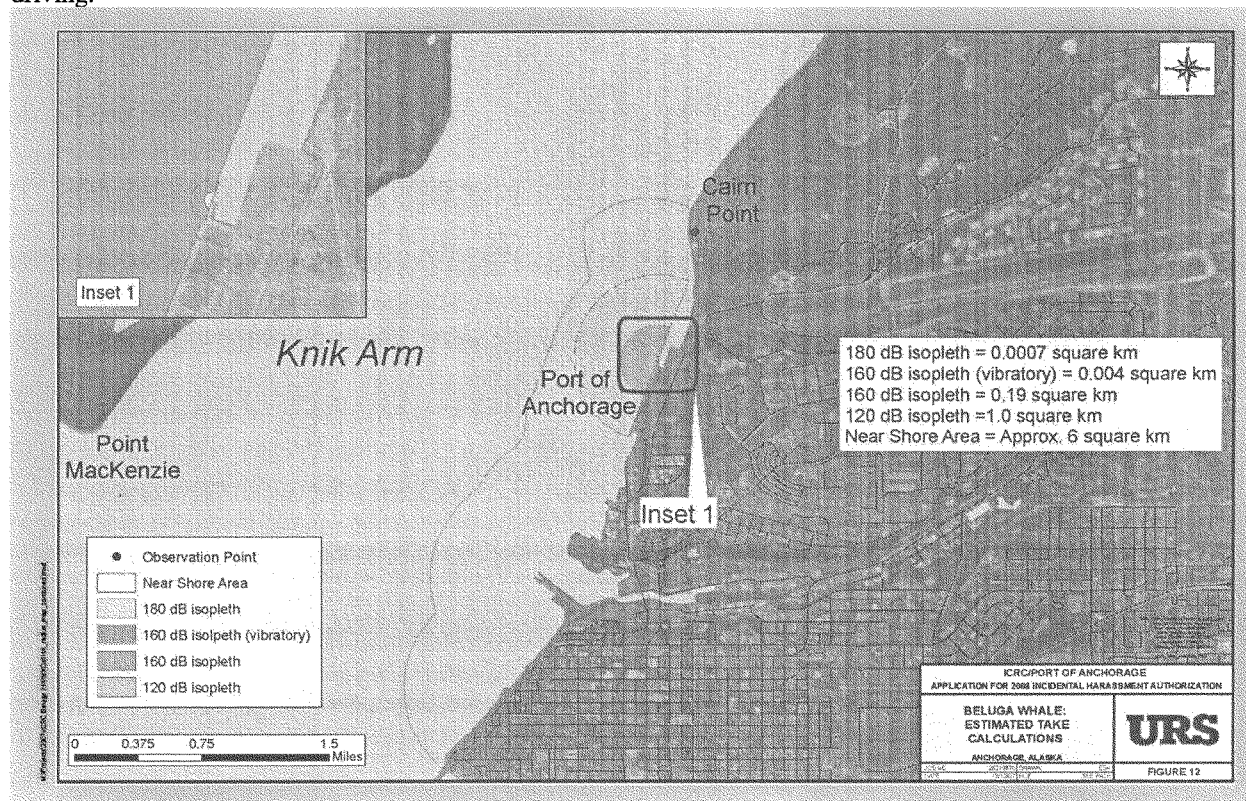 driving.
Inset 1
Knik Arm
Cairn
Point
Port of
Anchorage
Point
MacKenzie
Inset 1
180 dB isopleth = 0.0007 square km
160 dB isopleth (vibratory) = 0.004 square km
160 dB isopleth = 0.19 square km
120 dB isopleth =1.0 square km
Near Shore Area = Approx. 6 square km
Observation Point
Near Shore Area
180 dB isopleth
160 dB isolpeth (vibratory)
160 dB isopleth
120 dB isopleth
0 0.375 0.75 1.5
Miles
ICRC/PORT OF ANCHORAGE
APPLICATION FOR 2008 INCIDENTAL HARASSMENT AUTHORIZATION
BELUGA WHALE:
ESTIMATED TAKE
CALCULATIONS
ANCHORAGE, ALASKA
URS
FIGURE 12